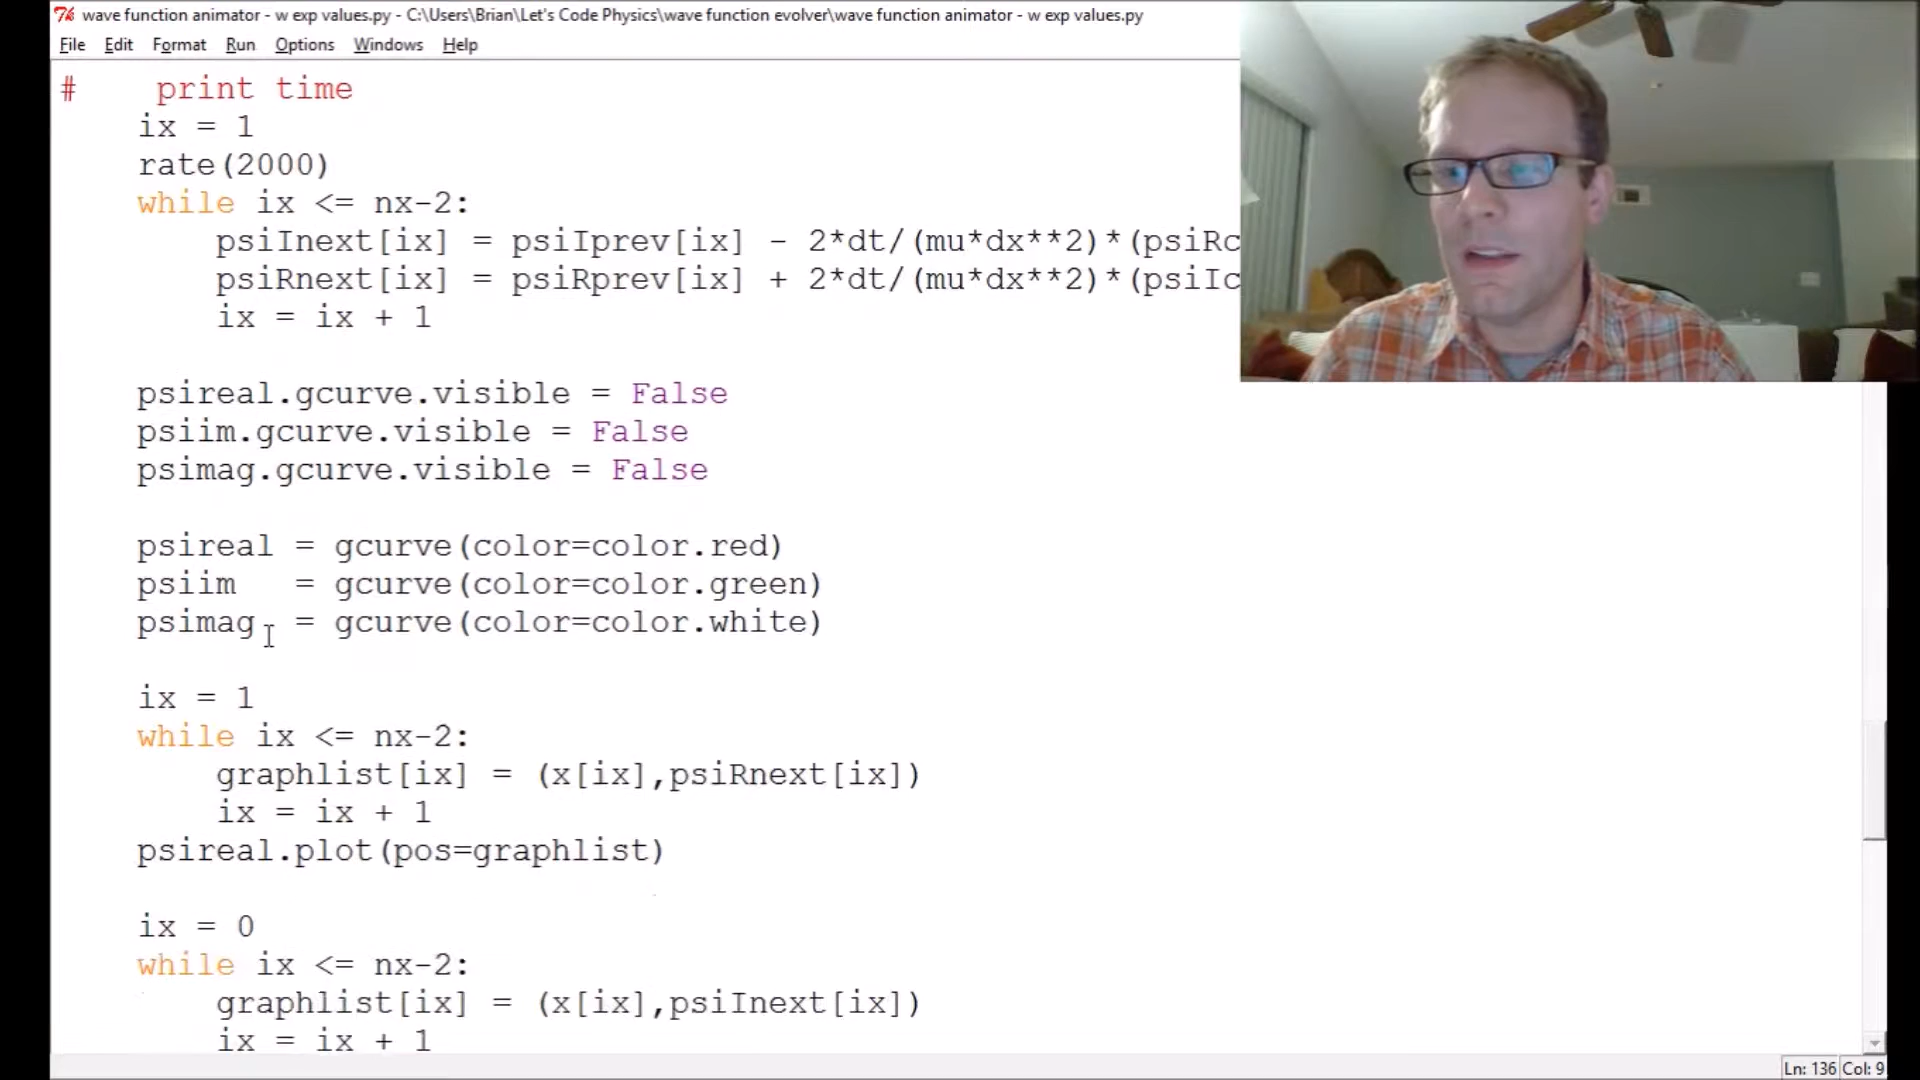 wave function animator - w exp values.py - C:\Users\Brian\Let's Code Physics\wave function evolver\wave function animator - w exp values.py
File Edit Format Run Options Windows Help
#    print time
ix = 1
rate(2000)
while ix <= nx-2:
psiInext[ix] = psiIprev[ix] - 2*dt/(mu*dx**2)*(psiRc
psiRnext[ix] = psiRprev[ix] + 2*dt/(mu*dx**2)*(psiIc
ix = ix + 1
psireal.gcurve.visible = False
psiim.gcurve.visible = False
psimag.gcurve.visible = False
psireal = gcurve(color=color.red)
psiim   = gcurve(color=color.green)
psimag  = gcurve(color=color.white)
ix = 1
while ix <= nx-2:
graphlist[ix] = (x[ix],psiRnext[ix])
ix = ix + 1
psireal.plot(pos=graphlist)
ix = 0
while ix <= nx-2:
graphlist[ix] = (x[ix],psiInext[ix])
ix = ix + 1
Ln: 136 Col: 9